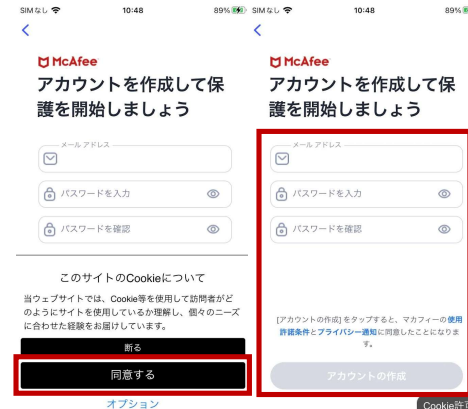 SIMなし 10:48 89%
McAfee
アカウントを作成して保
護を開始しましょう
メール アドレス
パスワードを入力
パスワードを確認
このサイトのCookieについて
当ウェブサイトでは、Cookie等を使用して訪問者がど
のようにサイトを使用しているか理解し、個々のニーズ
に合わせた経験をお届けしています。
断る
同意する
オプション
SIMなし 10:48 89%
McAfee
アカウントを作成して保
護を開始しましょう
メール アドレス
パスワードを入力
パスワードを確認
[アカウントの作成] をタップすると、マカフィーの使用
許諾条件とプライバシー通知に同意したことになりま
す。
アカウントの作成
Cookie許可